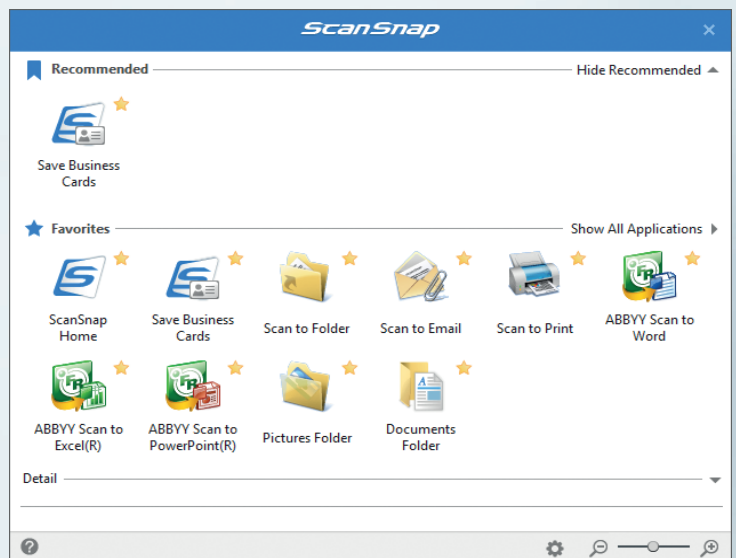 ScanSnap
Recommended
Hide Recommended
Save Business
Cards
Favorites
Show All Applications
ScanSnap
Home
Save Business
Cards
Scan to Folder
Scan to Email
Scan to Print
ABBYY Scan to
Word
ABBYY Scan to
Excel(R)
ABBYY Scan to
PowerPoint(R)
Pictures Folder
Documents
Folder
Detail